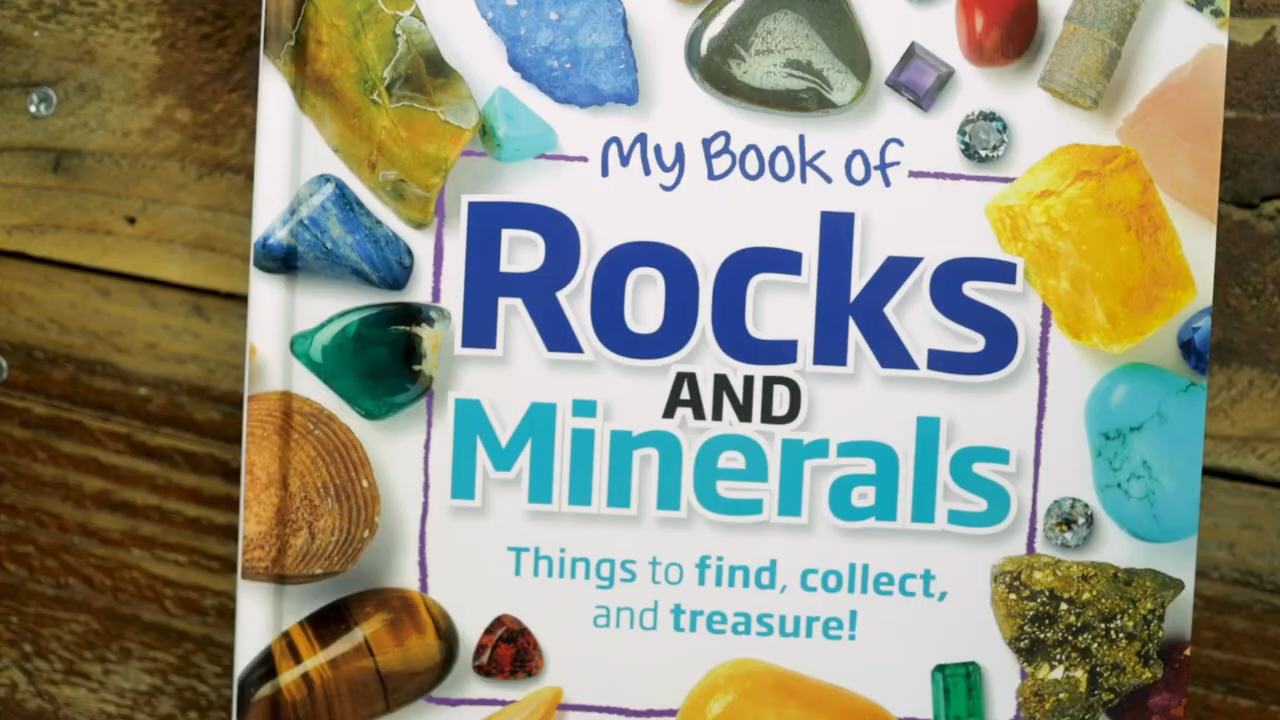 My Book of
Rocks
AND
Minerals
Things to find, collect,
and treasure!